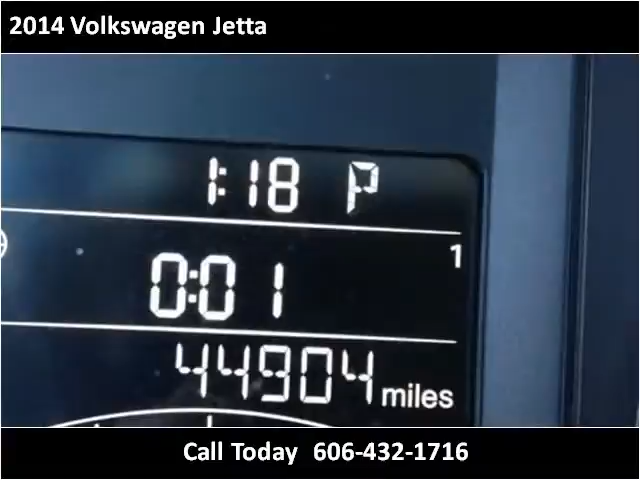 2014 Volkswagen Jetta
1:18 P
1
0:01
44904 miles
Call Today 606-432-1716